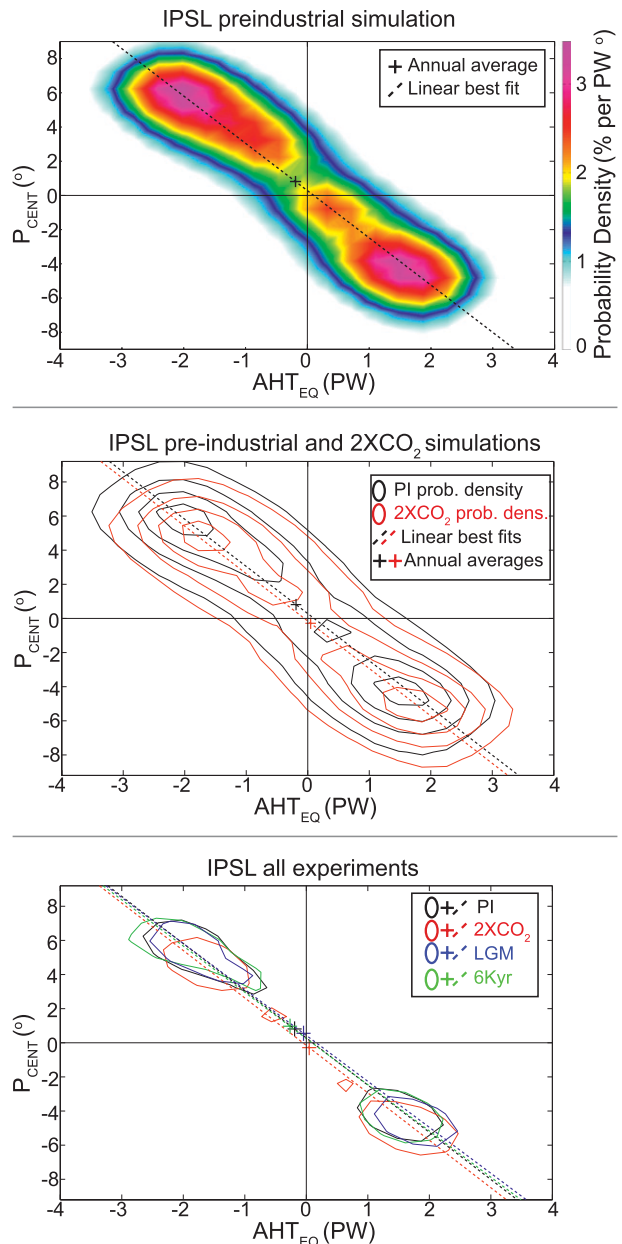 IPSL preindustrial simulation
+ Annual average
Linear best fit
P_CENT (°)
8
6
4
2
0
-2
-4
-6
8
-4 -3 -2 -1 0 1 2 3 4
AHT_EQ (PW)
3
2
1
0
Probability Density (% per PW °)
IPSL pre-industrial and 2XCO₂ simulations
PI prob. density
2XCO₂ prob. dens.
Linear best fits
++ Annual averages
P_CENT (°)
8
6
4
2
0
-2
-4
-6
-8
-4 -3 -2 -1 0 1 2 3 4
AHT_EQ (PW)
IPSL all experiments
PI
2XCO₂
LGM
6Kyr
P_CENT (°)
8
6
4
2
0
-2
-4
-6
-8
-4 -3 -2 -1 0 1 2 3 4
AHT_EQ (PW)